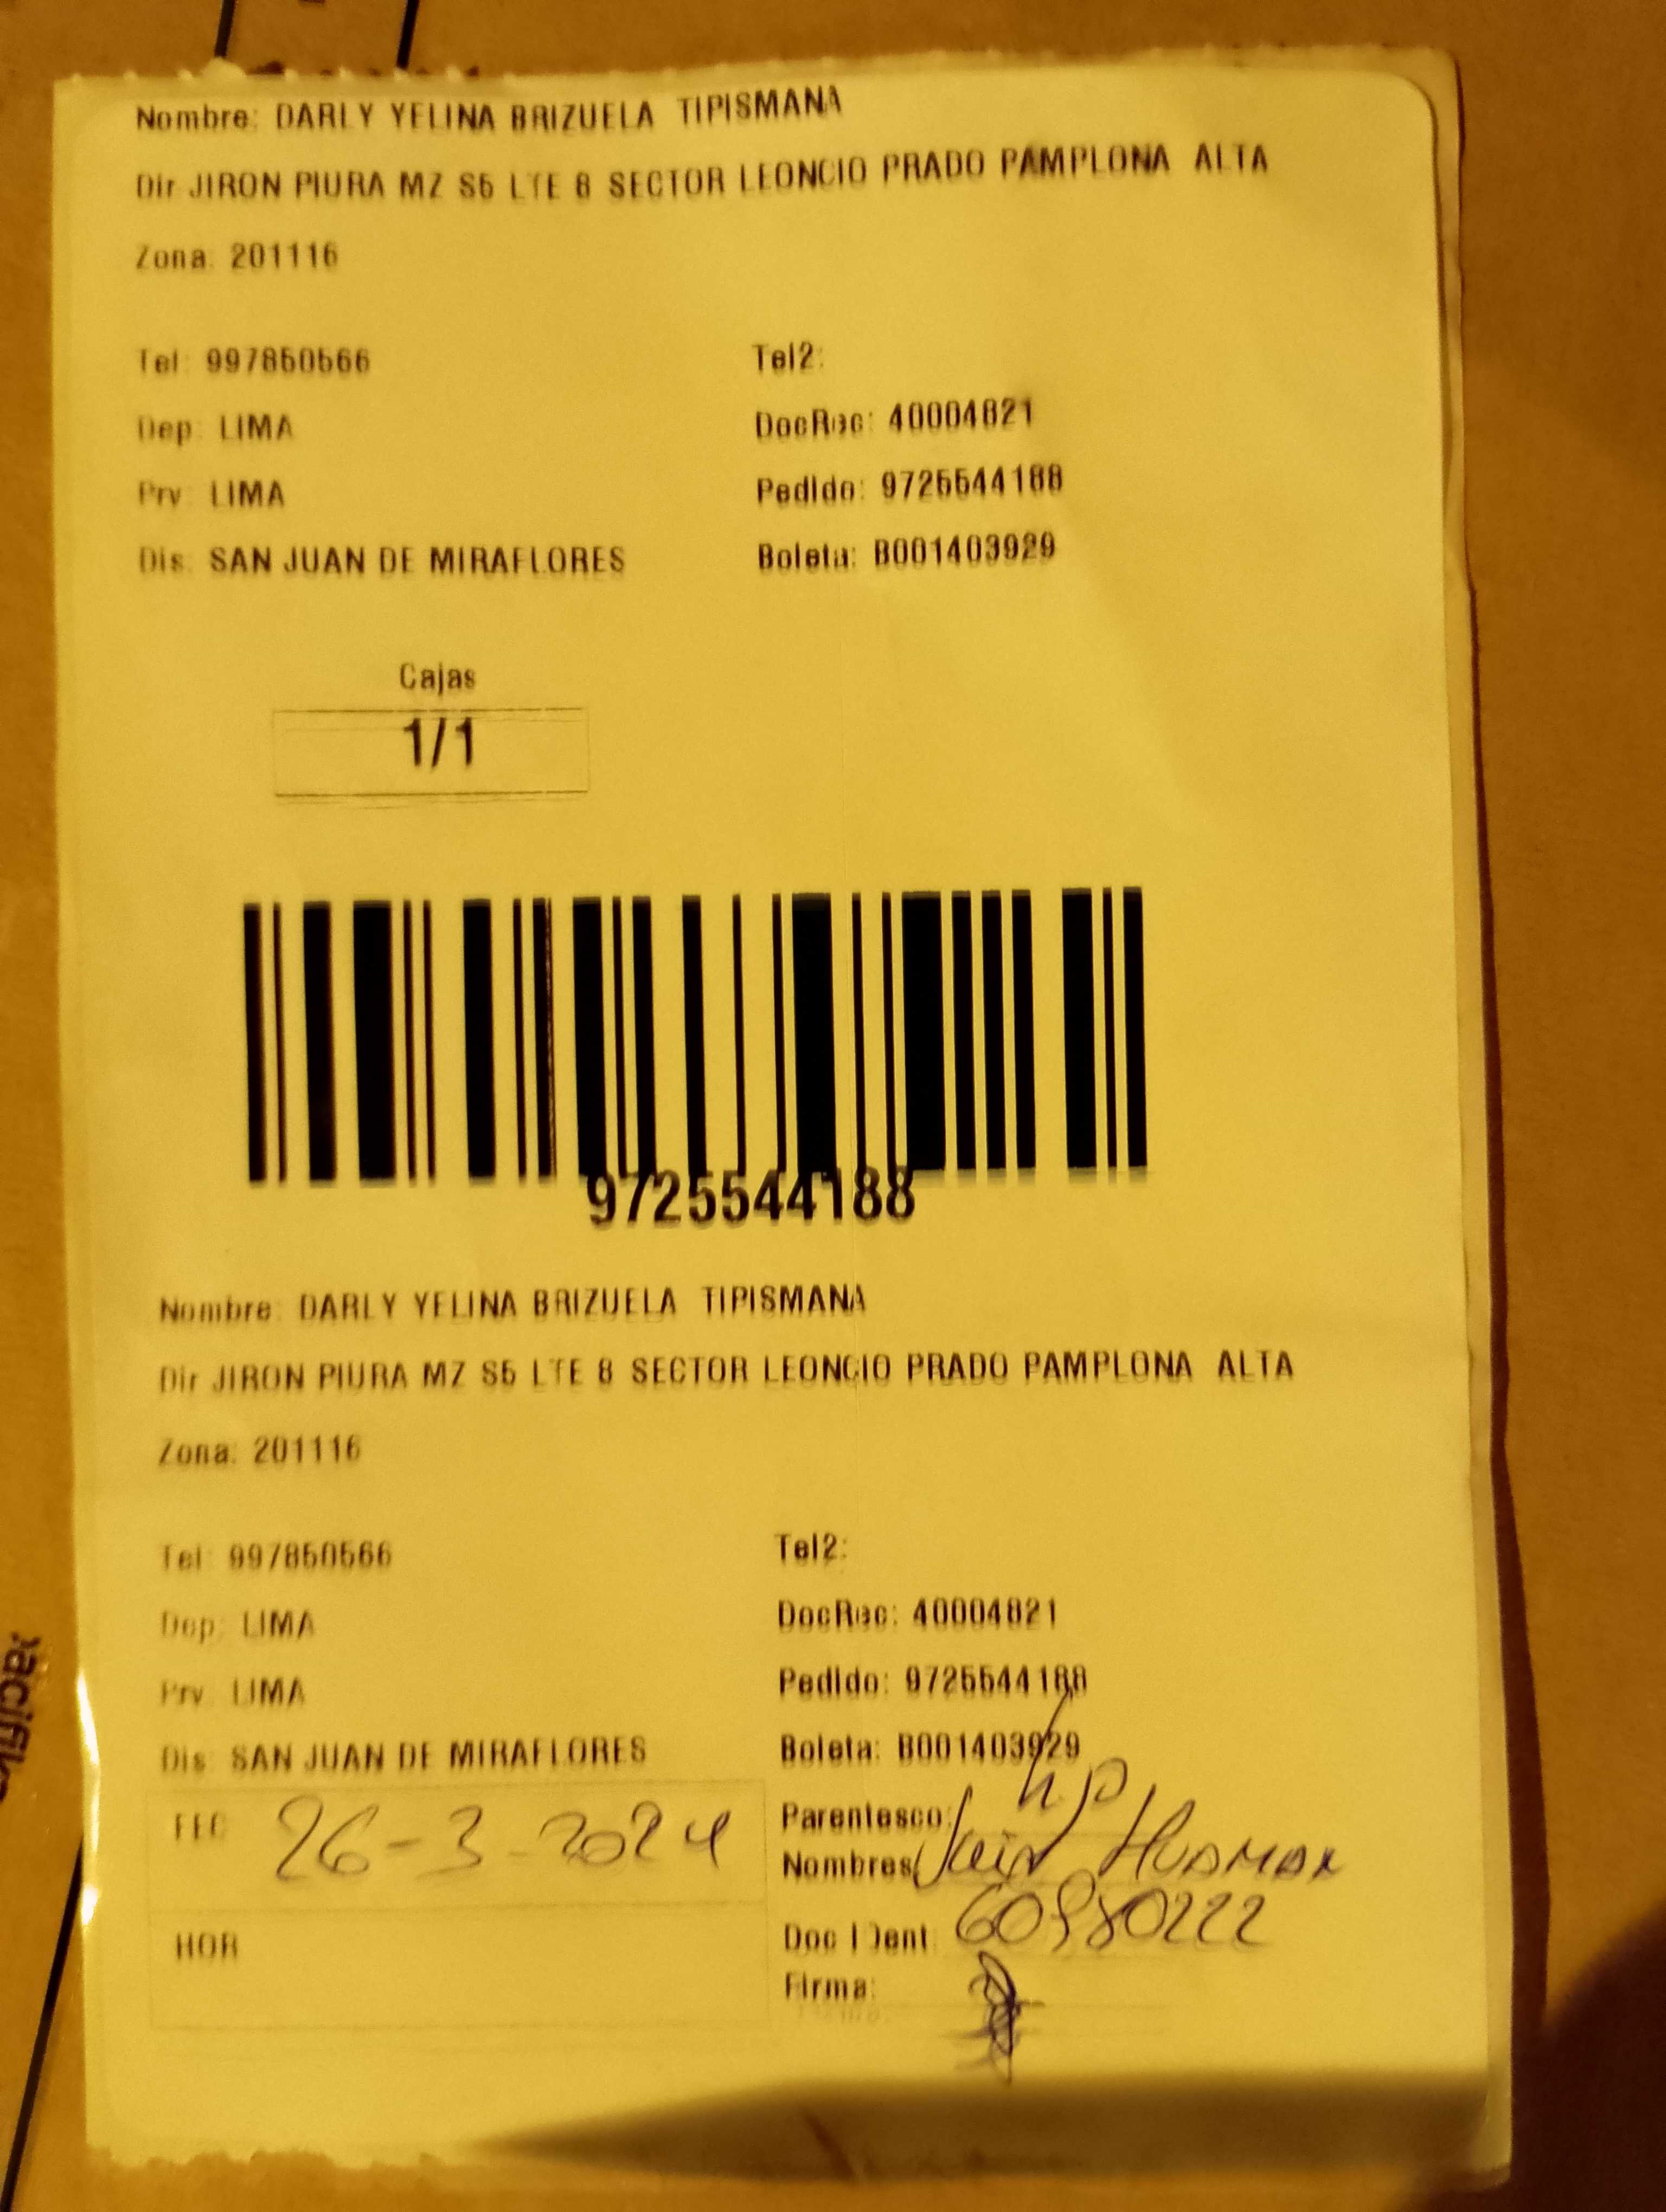 Nombre: DARLY YELINA BRIZUELA TIPISMANA
Dir JIRON PIURA MZ S5 LTE 8 SECTOR LEONCIO PRADO PAMPLONA ALTA
Zona: 201116
Tel: 997850566 Tel2:
Dep: LIMA DocRec: 40004821
Prv: LIMA Pedido: 9725544188
Dis: SAN JUAN DE MIRAFLORES Boleta: B001403929
Cajas
1/1
9725544188
Nombre: DARLY YELINA BRIZUELA TIPISMANA
Dir JIRON PIURA MZ S5 LTE 8 SECTOR LEONCIO PRADO PAMPLONA ALTA
Zona: 201116
Tel: 997850566 Tel2:
Dep: LIMA DocRec: 40004821
Prv: LIMA Pedido: 9725544188
Dis: SAN JUAN DE MIRAFLORES Boleta: B001403929
FEC 26-3-2024 Parentesco:
Nombres
HOR Doc Ident 60980222
Firma: